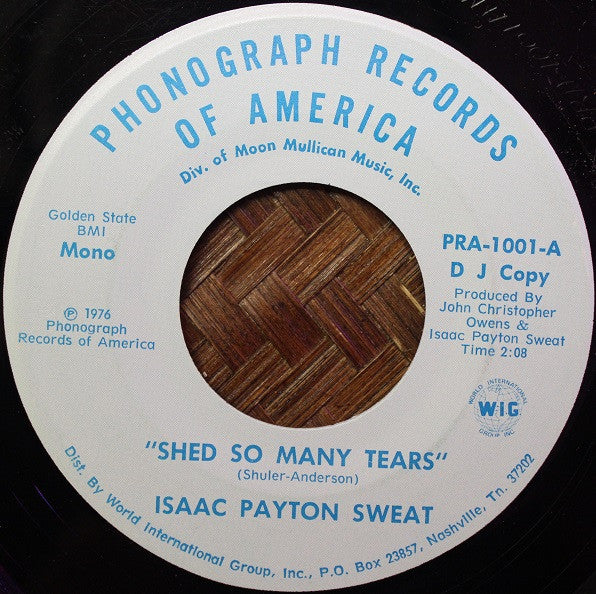 PHONOGRAPH RECORDS
OF AMERICA
Div. of Moon Mullican Music, Inc.
Golden State
BMI
Mono
℗ 1976
Phonograph
Records of America
PRA-1001-A
D J Copy
Produced By
John Christopher
Owens &
Isaac Payton Sweat
Time 2:08
WORLD INTERNATIONAL
W.I.G.
GROUP INC.
"SHED SO MANY TEARS"
(Shuler-Anderson)
ISAAC PAYTON SWEAT
Dist. By World International Group, Inc., P.O. Box 23857, Nashville, Tn. 37202